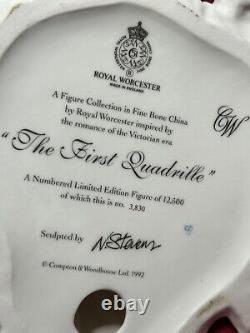 ROYAL WORCESTER
MADE IN ENGLAND
A Figure Collection in Fine Bone China
by Royal Worcester inspired by
the romance of the Victorian era
CW
"The First Quadrille"
A Numbered Limited Edition Figure of 12,500
of which this is no. 3,830
Sculpted by N Stevens
© Compton & Woodhouse Ltd. 1992